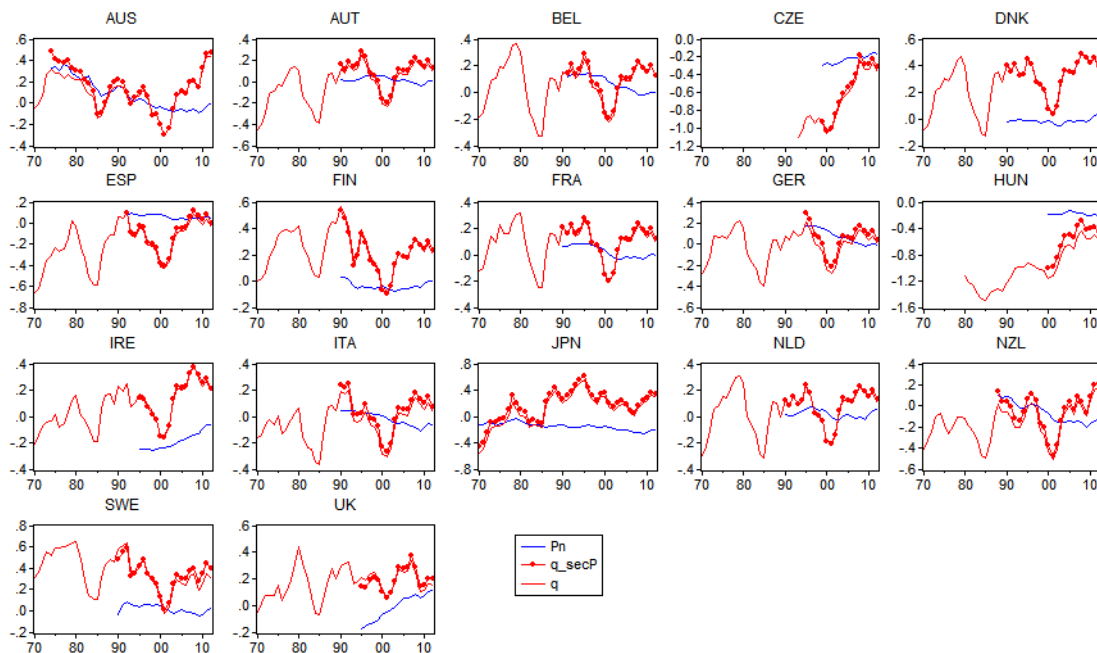 AUS
.6
.4
.2
.0
-.2
-.4
70 80 90 00 10
AUT
.4
.2
.0
-.2
-.4
-.6
70 80 90 00 10
BEL
.4
.2
.0
-.2
-.4
70 80 90 00 10
CZE
0.0
-0.2
-0.4
-0.6
-0.8
-1.0
-1.2
70 80 90 00 10
DNK
.6
.4
.2
.0
-.2
70 80 90 00 10
ESP
.2
.0
-.2
-.4
-.6
-.8
70 80 90 00 10
FIN
.6
.4
.2
.0
-.2
70 80 90 00 10
FRA
.4
.2
.0
-.2
-.4
70 80 90 00 10
GER
.4
.2
.0
-.2
-.4
70 80 90 00 10
HUN
0.0
-0.4
-0.8
-1.2
-1.6
70 80 90 00 10
IRE
.4
.2
.0
-.2
-.4
70 80 90 00 10
ITA
.4
.2
.0
-.2
-.4
70 80 90 00 10
JPN
.8
.4
.0
-.4
-.8
70 80 90 00 10
NLD
.4
.2
.0
-.2
-.4
70 80 90 00 10
NZL
.4
.2
.0
-.2
-.4
-.6
70 80 90 00 10
SWE
.8
.6
.4
.2
.0
-.2
70 80 90 00 10
UK
.6
.4
.2
.0
-.2
70 80 90 00 10
Pn
q_secP
q